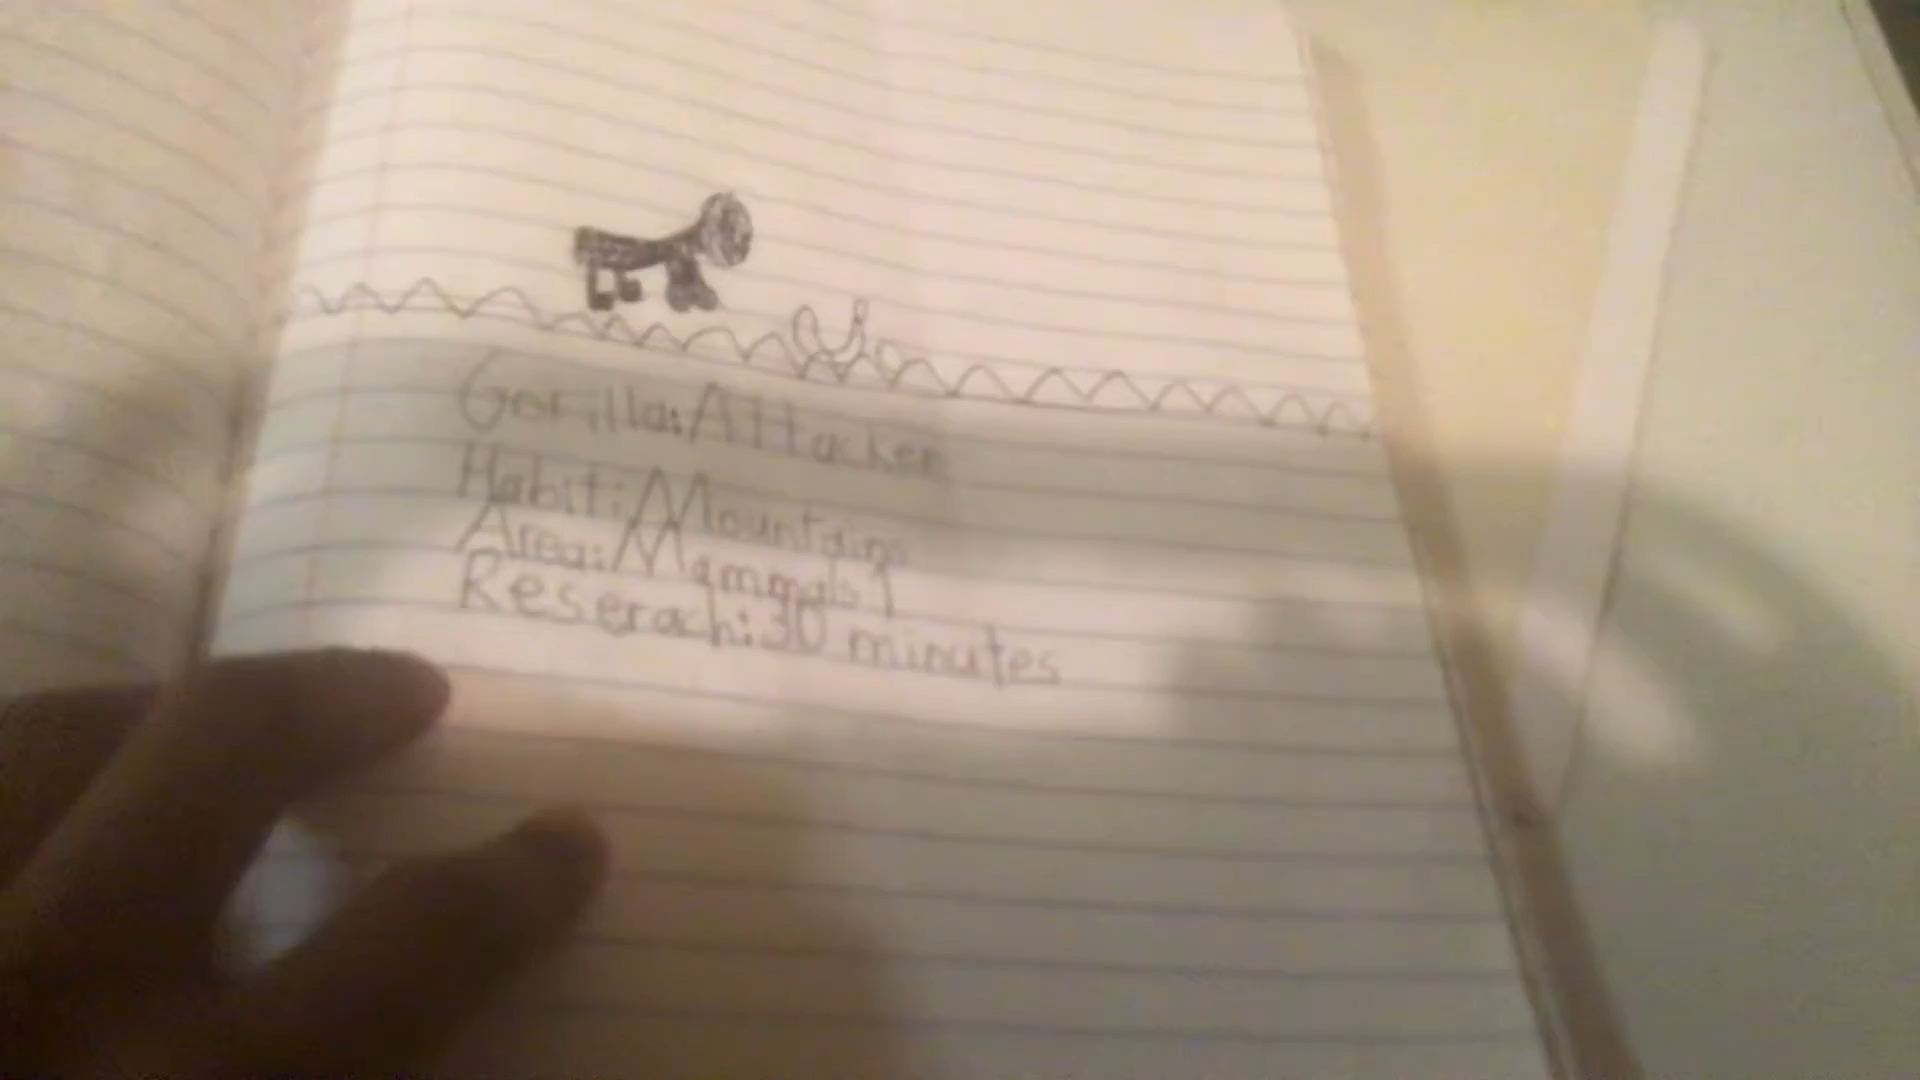 Gorilla: Attacker
Habit: Mountains
Area: Mammals 1
Reserach: 30 minutes